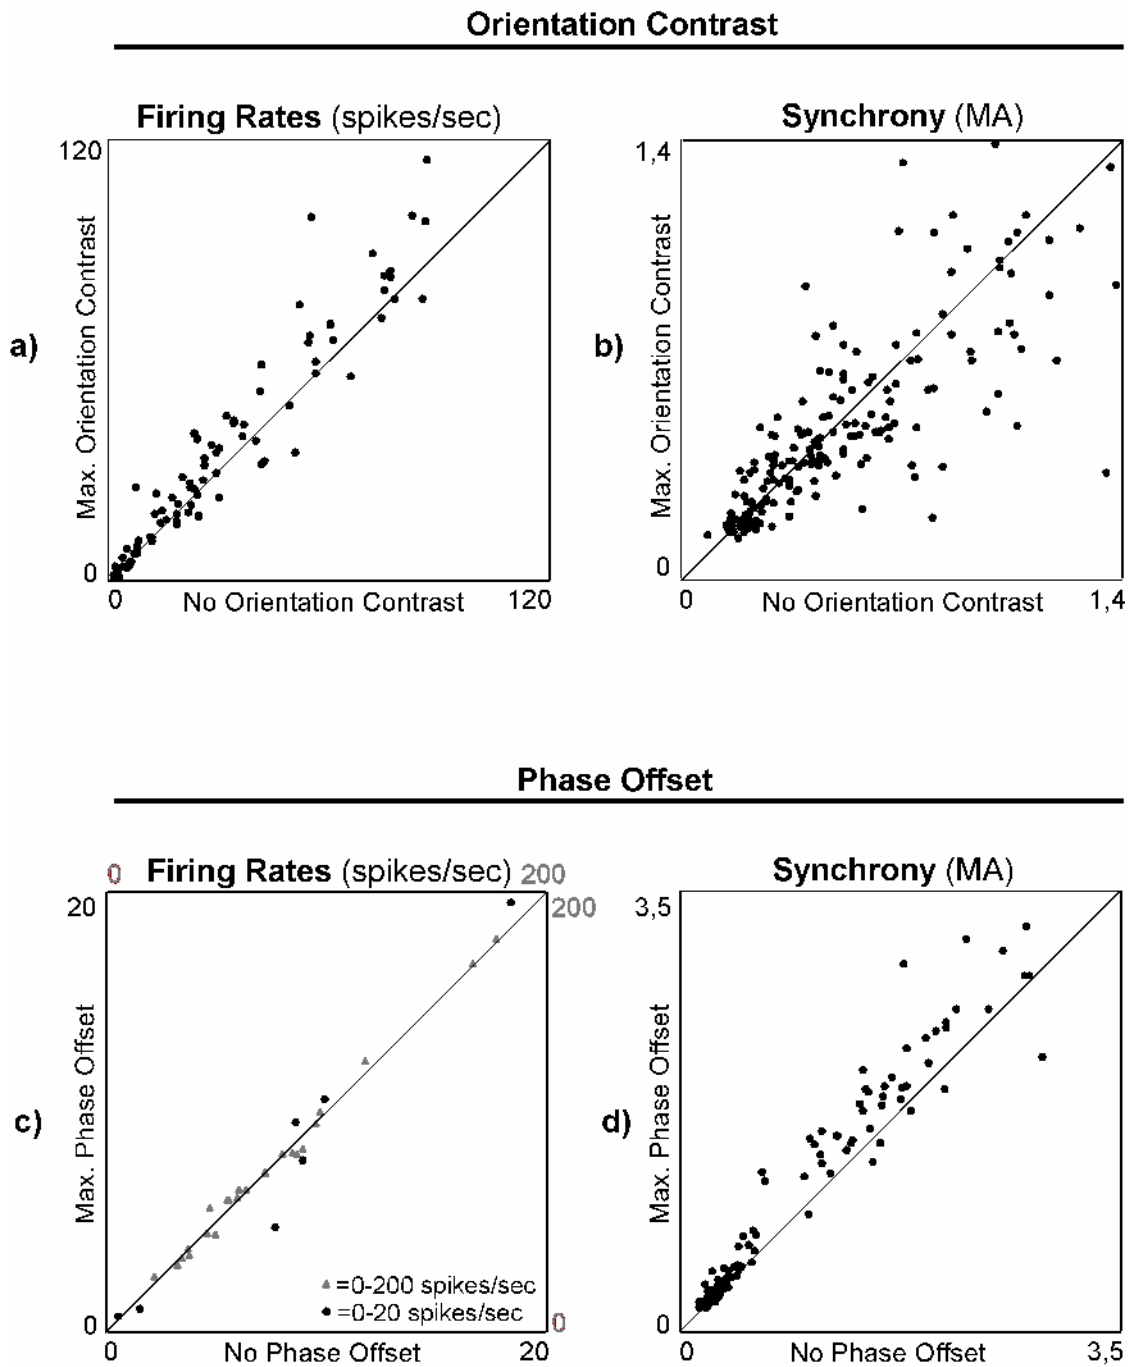 Orientation Contrast
Firing Rates (spikes/sec)
Synchrony (MA)
120
1,4
Max. Orientation Contrast
Max. Orientation Contrast
a)
b)
0
0
0
No Orientation Contrast
120
0
No Orientation Contrast
1,4
Phase Offset
0
Firing Rates (spikes/sec)
200
Synchrony (MA)
20
200
3,5
Max. Phase Offset
Max. Phase Offset
c)
d)
=0-200 spikes/sec
=0-20 spikes/sec
0
0
0
0
No Phase Offset
20
0
No Phase Offset
3,5